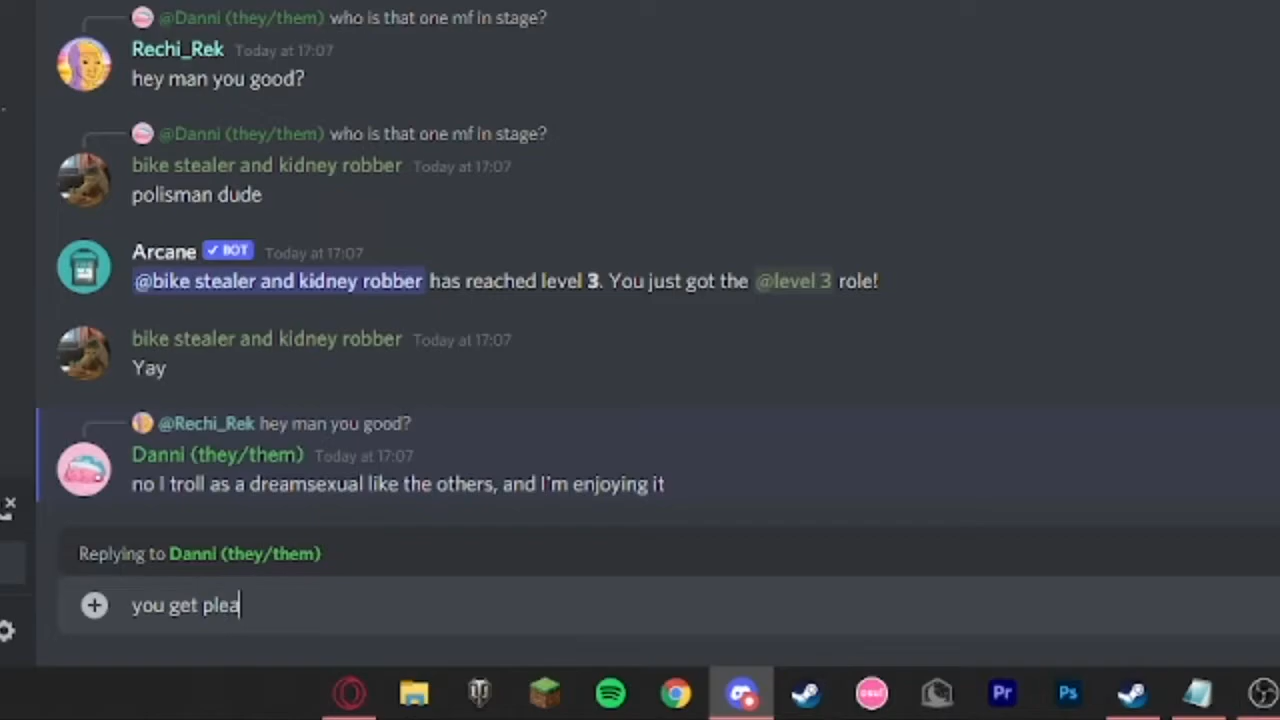 @Danni (they/them) who is that one mf in stage?
Rechi_Rek Today at 17:07
hey man you good?
@Danni (they/them) who is that one mf in stage?
bike stealer and kidney robber Today at 17:07
polisman dude
Arcane ✓ BOT Today at 17:07
@bike stealer and kidney robber has reached level 3. You just got the @level 3 role!
bike stealer and kidney robber Today at 17:07
Yay
@Rechi_Rek hey man you good?
Danni (they/them) Today at 17:07
no I troll as a dreamsexual like the others, and I'm enjoying it
Replying to Danni (they/them)
you get plea
osu!
Pr
Ps